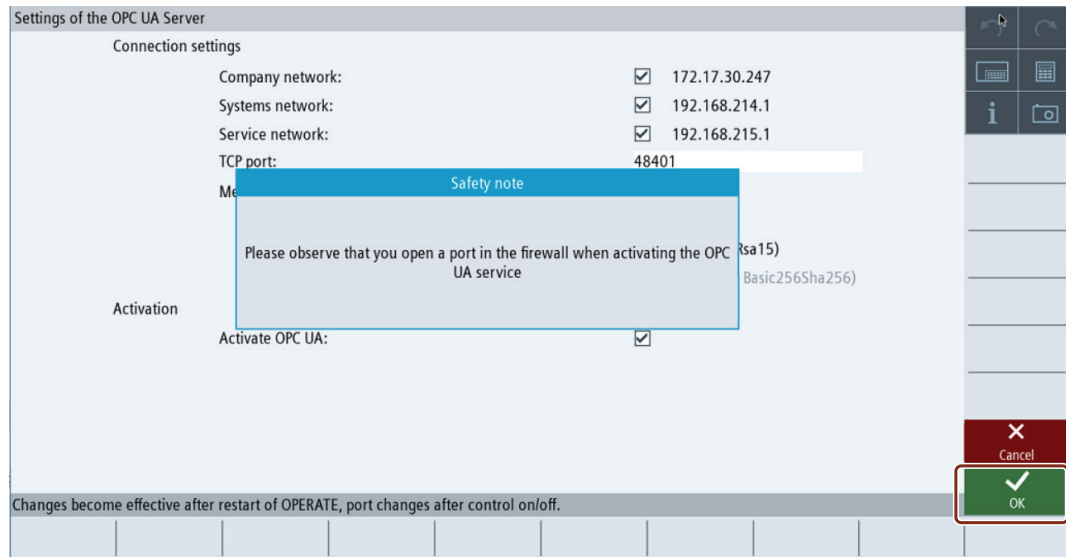 Settings of the OPC UA Server
Connection settings
Company network: 172.17.30.247
Systems network: 192.168.214.1
Service network: 192.168.215.1
TCP port: 48401
Me
Safety note
Please observe that you open a port in the firewall when activating the OPC
UA service
Rsa15)
Basic256Sha256)
Activation
Activate OPC UA:
Cancel
OK
Changes become effective after restart of OPERATE, port changes after control on/off.